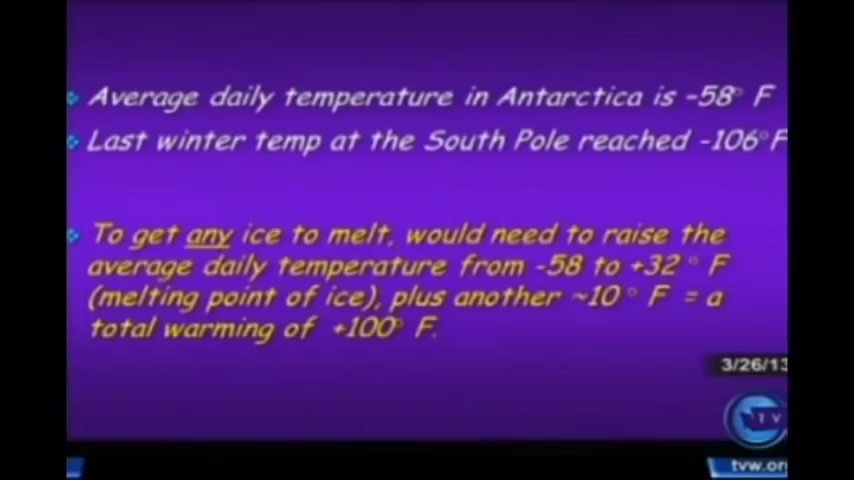 Average daily temperature in Antarctica is -58° F
Last winter temp at the South Pole reached -106°F
To get any ice to melt, would need to raise the
average daily temperature from -58 to +32 ° F
(melting point of ice), plus another ~10 ° F = a
total warming of +100° F.
3/26/13
TV
tvw.or